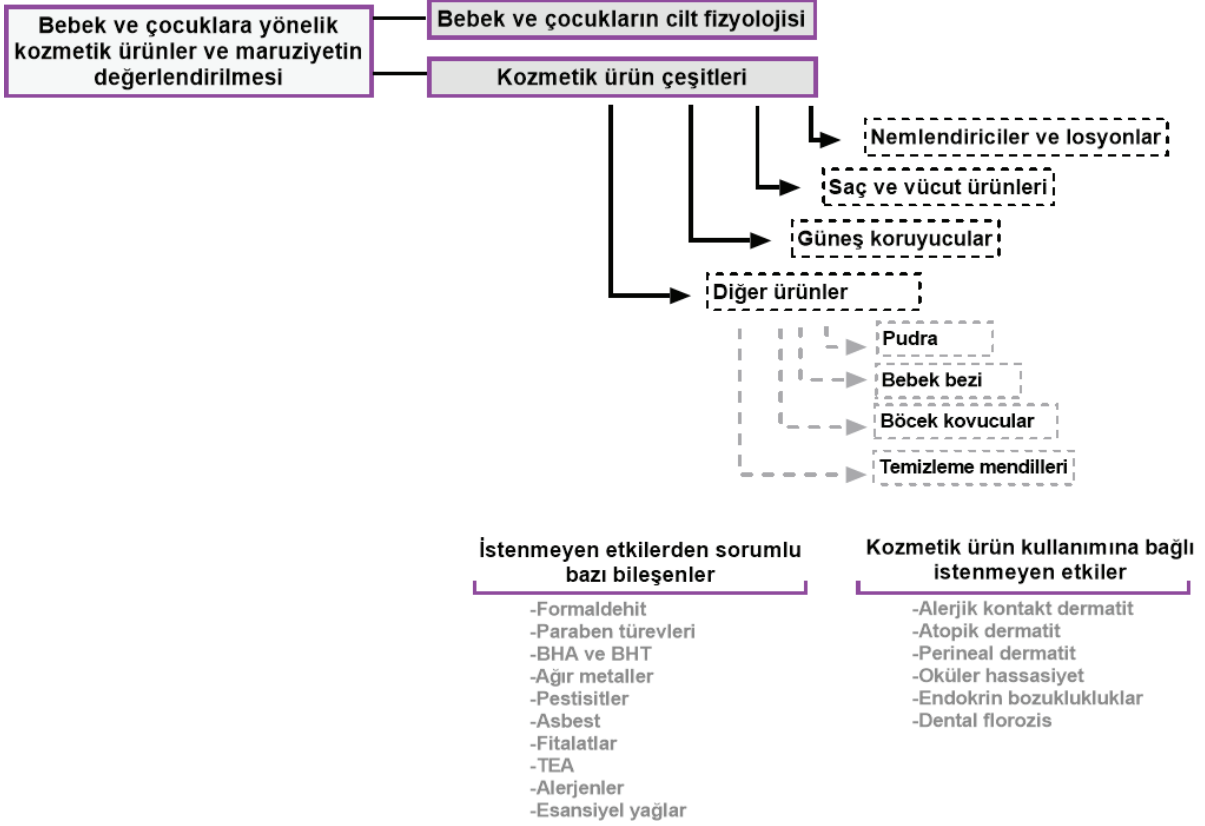 Bebek ve çocuklara yönelik
kozmetik ürünler ve maruziyetin
değerlendirilmesi
Bebek ve çocukların cilt fizyolojisi
Kozmetik ürün çeşitleri
Nemlendiriciler ve losyonlar
Saç ve vücut ürünleri
Güneş koruyucular
Diğer ürünler
Pudra
Bebek bezi
Böcek kovucular
Temizleme mendilleri
İstenmeyen etkilerden sorumlu
bazı bileşenler
-Formaldehit
-Paraben türevleri
-BHA ve BHT
-Ağır metaller
-Pestisitler
-Asbest
-Fitalatlar
-TEA
-Alerjenler
-Esansiyel yağlar
Kozmetik ürün kullanımına bağlı
istenmeyen etkiler
-Alerjik kontakt dermatit
-Atopik dermatit
-Perineal dermatit
-Oküler hassasiyet
-Endokrin bozuklukluklar
-Dental florozis